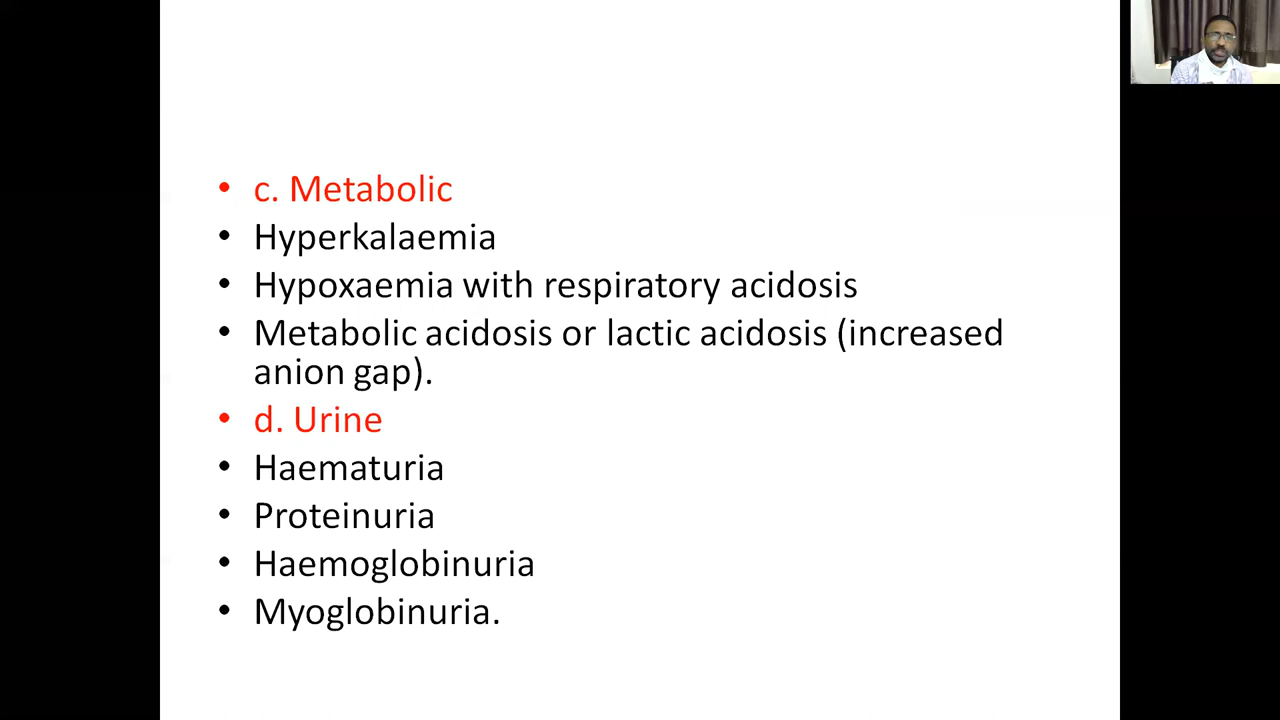 • c. Metabolic
• Hyperkalaemia
• Hypoxaemia with respiratory acidosis
• Metabolic acidosis or lactic acidosis (increased
anion gap).
• d. Urine
• Haematuria
• Proteinuria
• Haemoglobinuria
• Myoglobinuria.